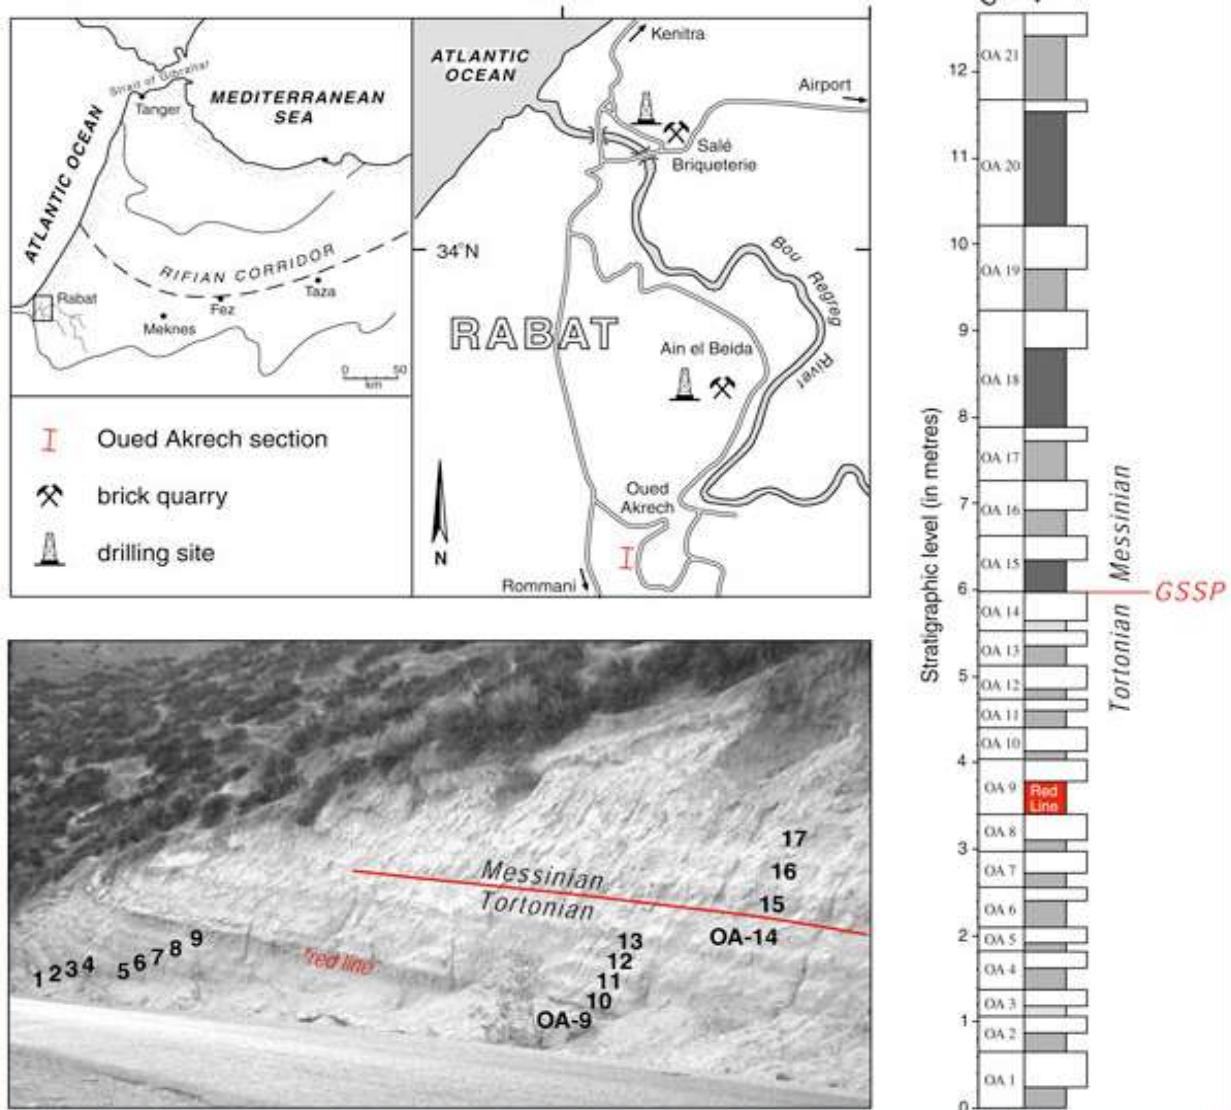 Strait of Gibraltar
Tanger
MEDITERRANEAN
SEA
ATLANTIC OCEAN
RIFIAN CORRIDOR
Rabat
Fez
Taza
Meknes
0 50
km
Oued Akrech section
brick quarry
drilling site
ATLANTIC
OCEAN
Kenitra
Airport
Salé
Briqueterie
34°N
Bou Regreg
River
RABAT
Ain el Beida
Oued
Akrech
N
Rommani
Messinian
Tortonian
"red line"
1 2 3 4 5 6 7 8 9
OA-9
10
11
12
13
OA-14
15
16
17
Stratigraphic level (in metres)
12
11
10
9
8
7
6
5
4
3
2
1
0
OA 21
OA 20
OA 19
OA 18
OA 17
OA 16
OA 15
OA 14
OA 13
OA 12
OA 11
OA 10
OA 9
OA 8
OA 7
OA 6
OA 5
OA 4
OA 3
OA 2
OA 1
Red
Line
Messinian
Tortonian
GSSP